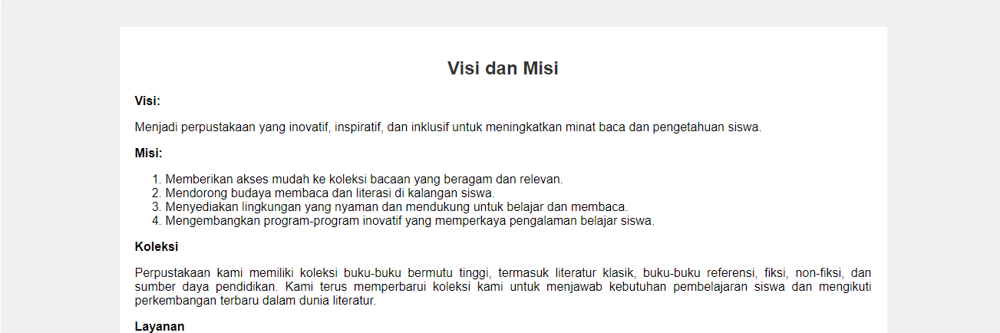 Visi dan Misi
Visi:
Menjadi perpustakaan yang inovatif, inspiratif, dan inklusif untuk meningkatkan minat baca dan pengetahuan siswa.
Misi:
1. Memberikan akses mudah ke koleksi bacaan yang beragam dan relevan.
2. Mendorong budaya membaca dan literasi di kalangan siswa.
3. Menyediakan lingkungan yang nyaman dan mendukung untuk belajar dan membaca.
4. Mengembangkan program-program inovatif yang memperkaya pengalaman belajar siswa.
Koleksi
Perpustakaan kami memiliki koleksi buku-buku bermutu tinggi, termasuk literatur klasik, buku-buku referensi, fiksi, non-fiksi, dan
sumber daya pendidikan. Kami terus memperbarui koleksi kami untuk menjawab kebutuhan pembelajaran siswa dan mengikuti
perkembangan terbaru dalam dunia literatur.
Layanan